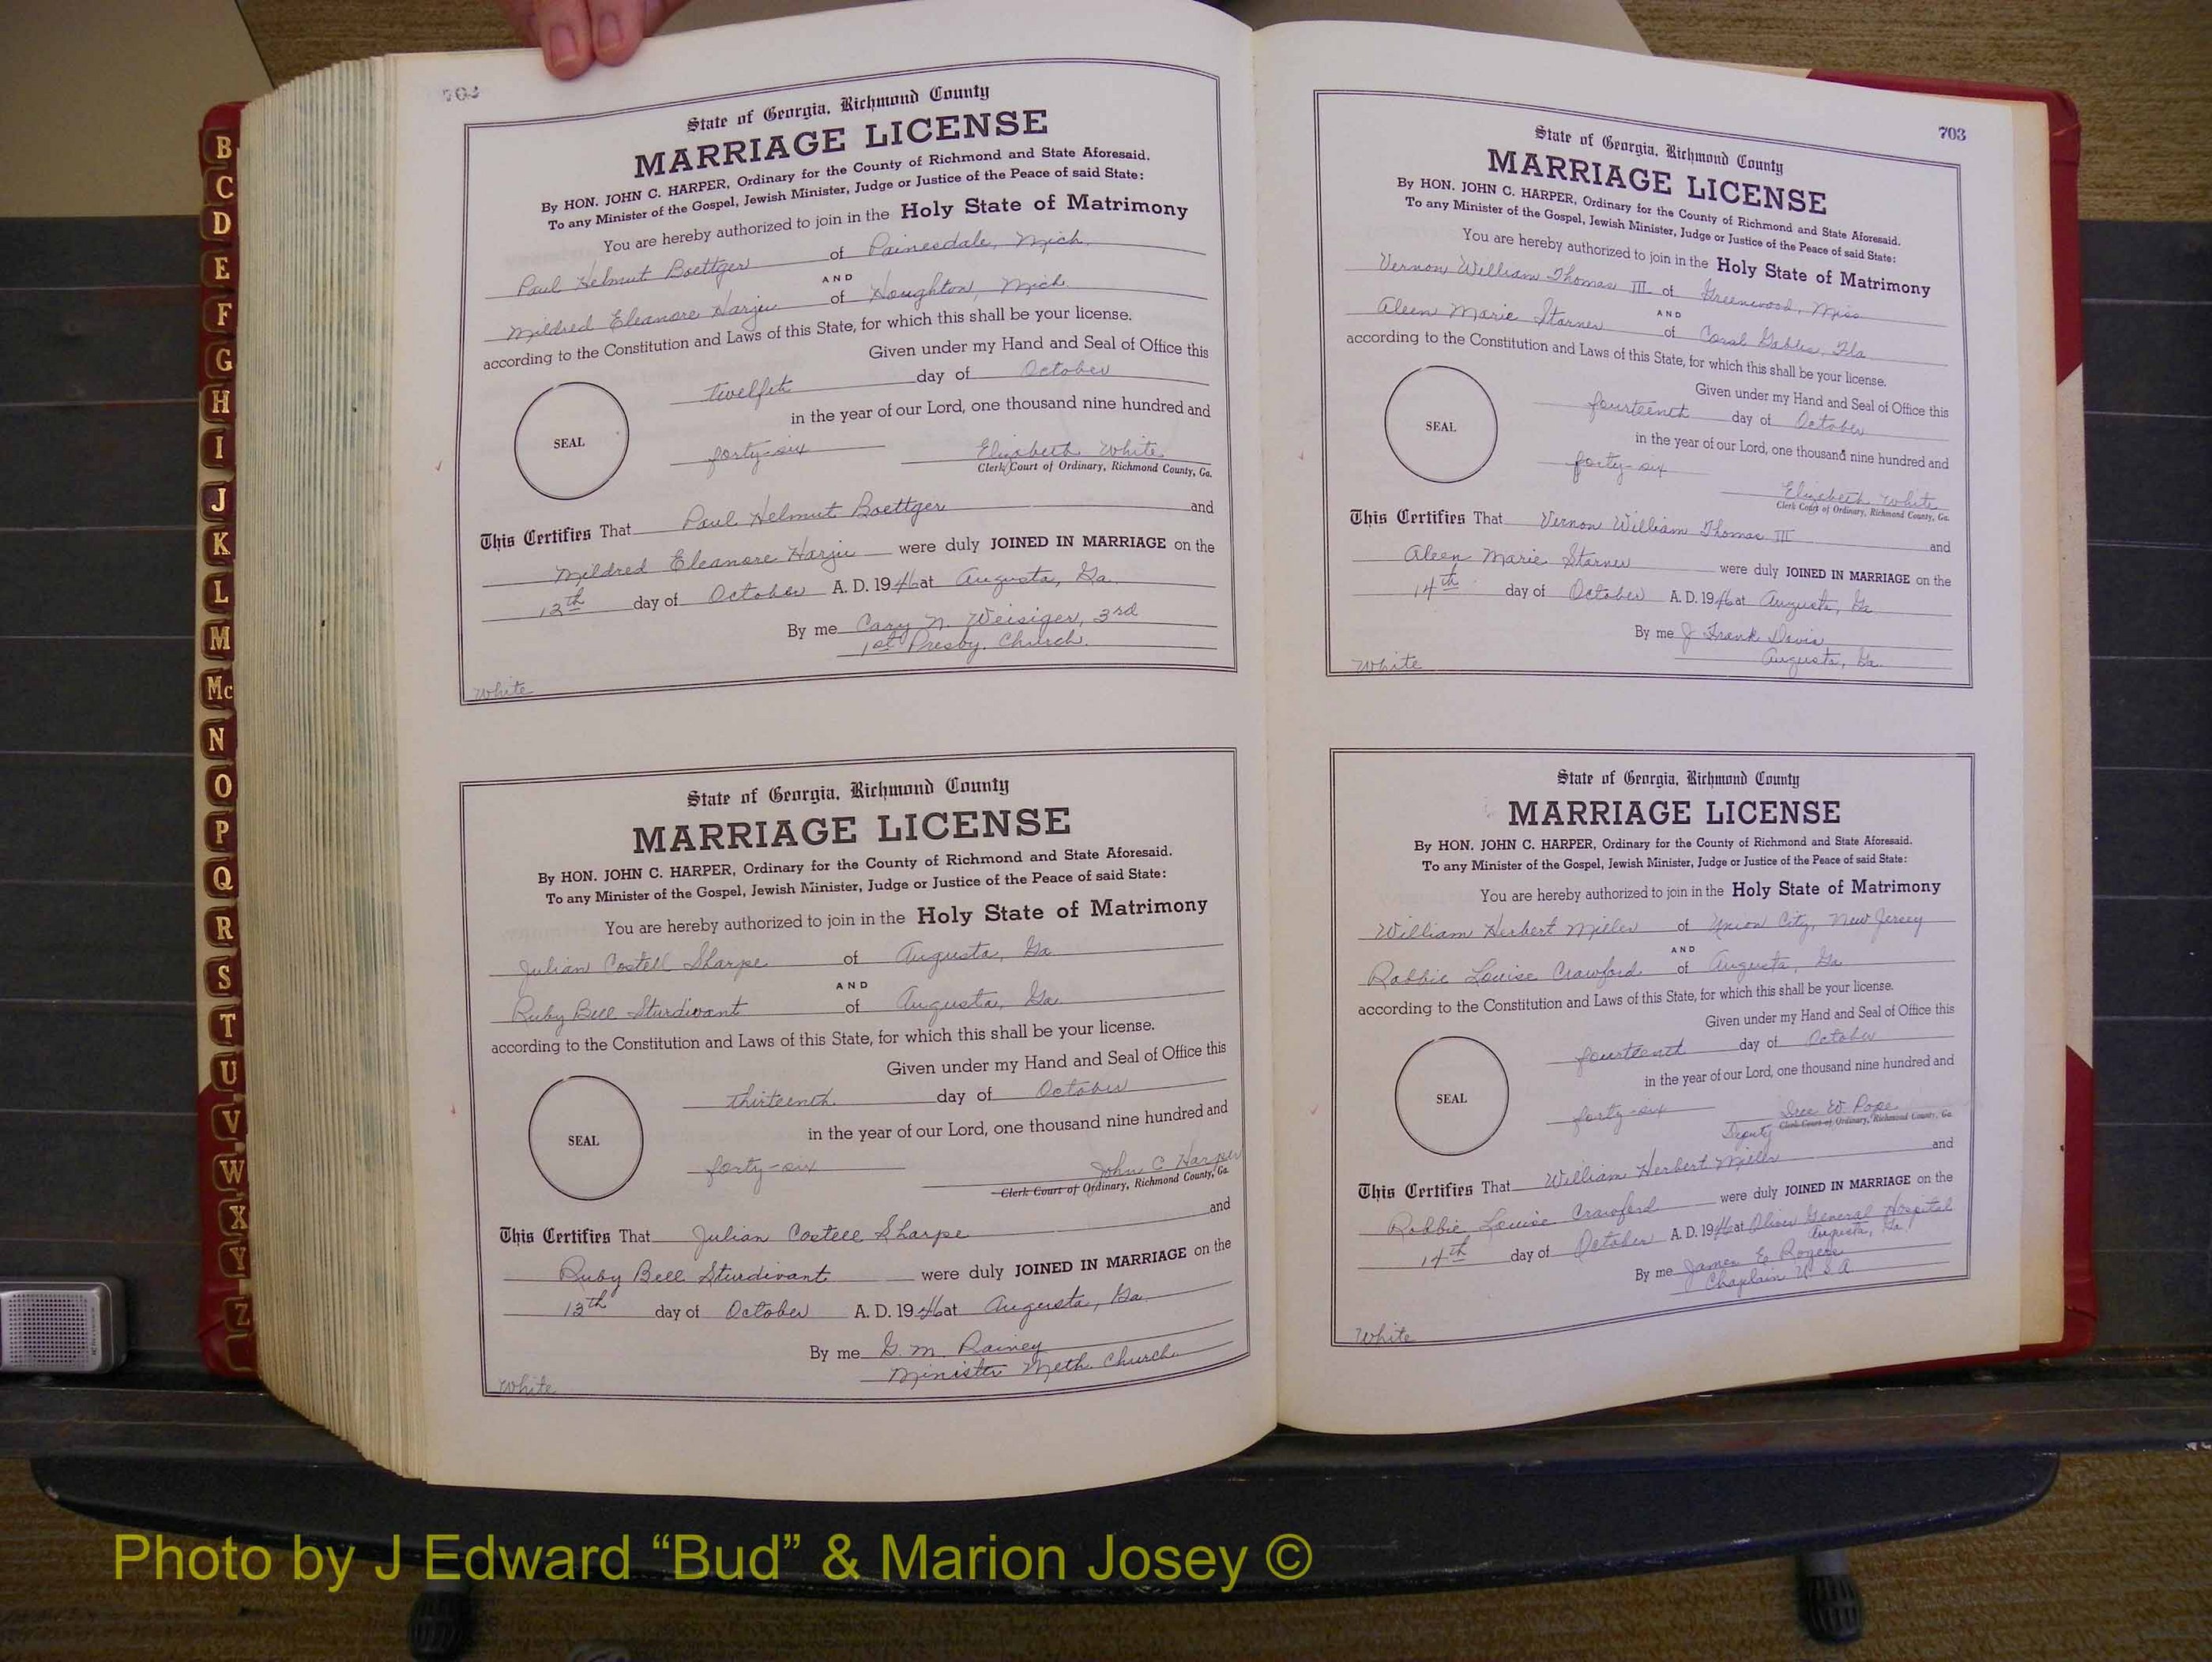 B
C
D
E
F
G
H
I
J
K
L
M
Mc
N
O
P
Q
R
S
T
U
V
W
X
Y
Z
State of Georgia, Richmond County
MARRIAGE LICENSE
By HON. JOHN C. HARPER, Ordinary for the County of Richmond and State Aforesaid.
To any Minister of the Gospel, Jewish Minister, Judge or Justice of the Peace of said State:
You are hereby authorized to join in the Holy State of Matrimony
Paul Helmut Boettger of Painesdale, Mich.
AND
Mildred Eleanore Harju of Houghton, Mich.
according to the Constitution and Laws of this State, for which this shall be your license.
Given under my Hand and Seal of Office this
twelfth day of October
in the year of our Lord, one thousand nine hundred and
SEAL
forty-six Elizabeth White
Clerk Court of Ordinary, Richmond County, Ga.
This Certifies That Paul Helmut Boettger and
Mildred Eleanore Harju were duly JOINED IN MARRIAGE on the
12th day of October A. D. 1946 at Augusta, Ga.
By me Cary N. Weisiger, 3rd
1st Presby. Church.
White
State of Georgia, Richmond County
MARRIAGE LICENSE
By HON. JOHN C. HARPER, Ordinary for the County of Richmond and State Aforesaid.
To any Minister of the Gospel, Jewish Minister, Judge or Justice of the Peace of said State:
You are hereby authorized to join in the Holy State of Matrimony
Julian Costell Sharpe of Augusta, Ga.
AND
Ruby Bell Sturdivant of Augusta, Ga.
according to the Constitution and Laws of this State, for which this shall be your license.
Given under my Hand and Seal of Office this
thirteenth day of October
in the year of our Lord, one thousand nine hundred and
SEAL
forty-six John C Harper
Clerk Court of Ordinary, Richmond County, Ga.
This Certifies That Julian Costell Sharpe and
Ruby Bell Sturdivant were duly JOINED IN MARRIAGE on the
13th day of October A. D. 1946 at Augusta, Ga.
By me G. M. Rainey
Minister Meth. Church.
White
703
State of Georgia, Richmond County
MARRIAGE LICENSE
By HON. JOHN C. HARPER, Ordinary for the County of Richmond and State Aforesaid.
To any Minister of the Gospel, Jewish Minister, Judge or Justice of the Peace of said State:
You are hereby authorized to join in the Holy State of Matrimony
Vernon William Thomas III of Greenwood, Miss
AND
Aleen Marie Starner of Coral Gables, Fla
according to the Constitution and Laws of this State, for which this shall be your license.
Given under my Hand and Seal of Office this
fourteenth day of October
in the year of our Lord, one thousand nine hundred and
SEAL
forty-six
Elizabeth White
Clerk Court of Ordinary, Richmond County, Ga.
This Certifies That Vernon William Thomas III and
Aleen Marie Starner were duly JOINED IN MARRIAGE on the
14th day of October A. D. 1946 at Augusta, Ga.
By me J Frank Davis
Augusta, Ga.
White
State of Georgia, Richmond County
MARRIAGE LICENSE
By HON. JOHN C. HARPER, Ordinary for the County of Richmond and State Aforesaid.
To any Minister of the Gospel, Jewish Minister, Judge or Justice of the Peace of said State:
You are hereby authorized to join in the Holy State of Matrimony
William Herbert Miller of Union City, New Jersey
AND
Robbie Louise Crawford of Augusta, Ga
according to the Constitution and Laws of this State, for which this shall be your license.
Given under my Hand and Seal of Office this
fourteenth day of October
in the year of our Lord, one thousand nine hundred and
SEAL
forty-six W. Pope
Deputy Clerk Court of Ordinary, Richmond County, Ga.
This Certifies That William Herbert Miller and
Robbie Louise Crawford were duly JOINED IN MARRIAGE on the
14th day of October A. D. 1946 at Oliver General Hospital
Augusta, Ga
By me James E. Rogers
Chaplain U S A
White
Photo by J Edward “Bud” & Marion Josey ©